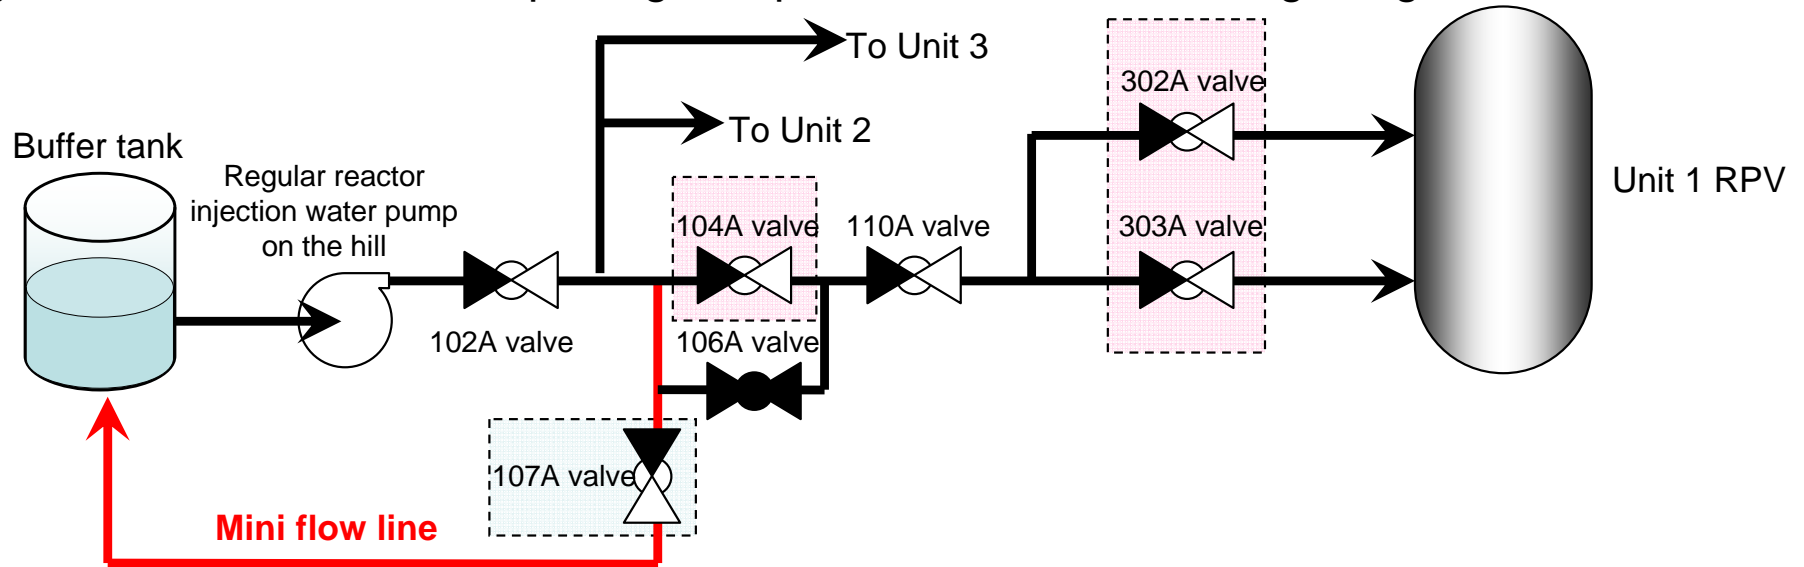 To Unit 3
302A valve
To Unit 2
Buffer tank
Regular reactor
injection water pump
on the hill
Unit 1 RPV
104A valve
110A valve
303A valve
102A valve
106A valve
107A valve
Mini flow line